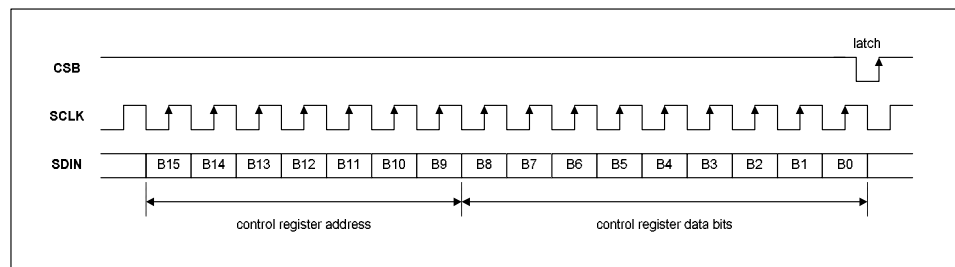 latch
CSB
SCLK
SDIN B15 B14 B13 B12 B11 B10 B9 B8 B7 B6 B5 B4 B3 B2 B1 B0
control register address control register data bits